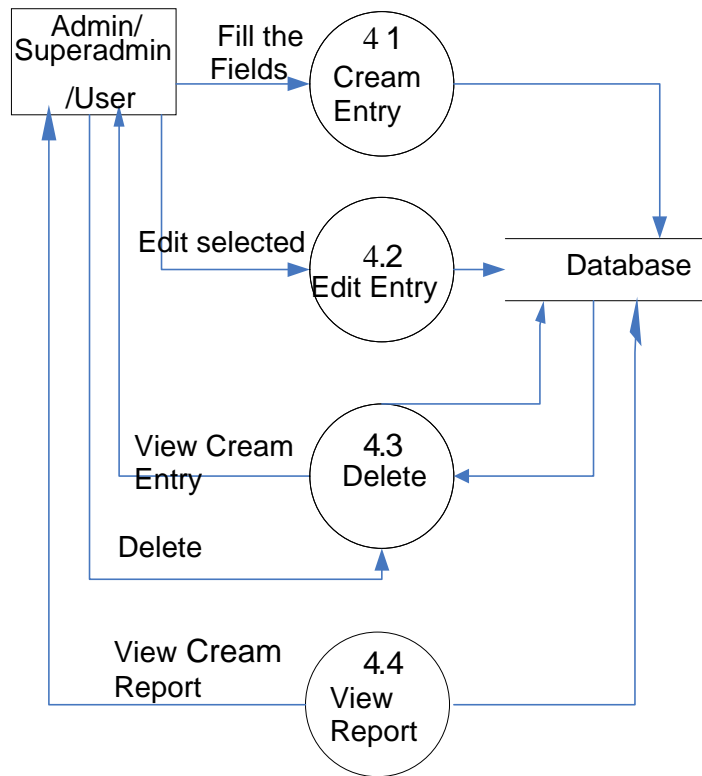 Admin/
Superadmin
/User
Fill the
Fields
4 1
Cream
Entry
Edit selected
4.2
Edit Entry
Database
View Cream
Entry
4.3
Delete
Delete
View Cream
Report
4.4
View
Report